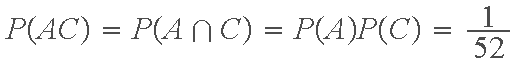 P(AC) = P(A ∩ C) = P(A)P(C) = 1/52